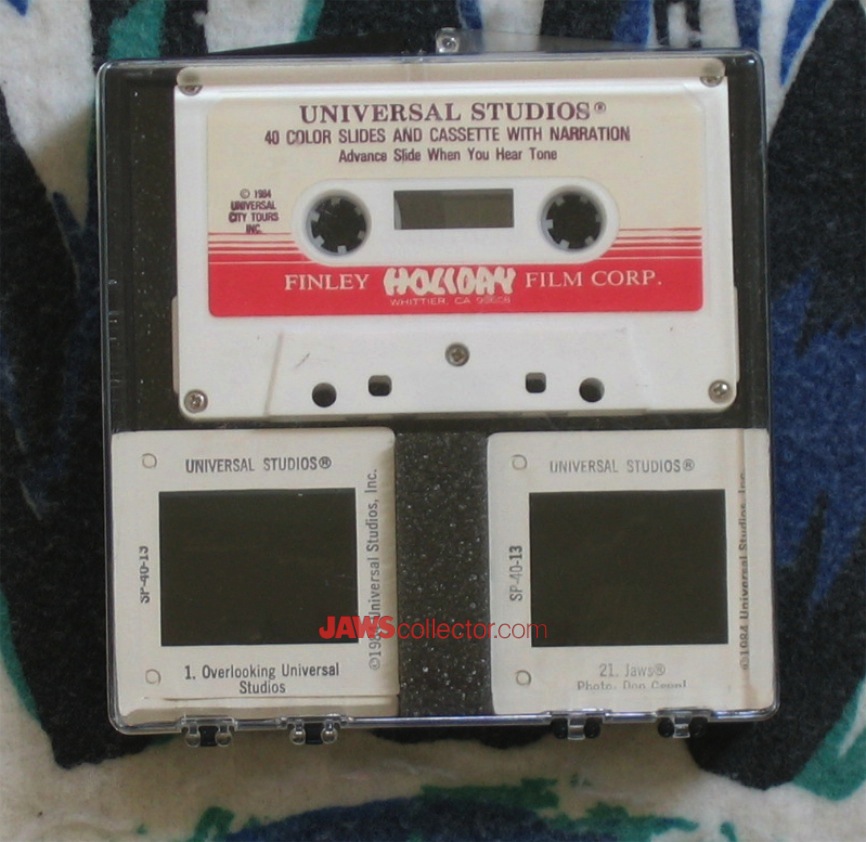 UNIVERSAL STUDIOS®
40 COLOR SLIDES AND CASSETTE WITH NARRATION
Advance Slide When You Hear Tone
© 1984
UNIVERSAL
CITY TOURS
INC.
FINLEY HOLIDAY FILM CORP.
WHITTIER, CA
UNIVERSAL STUDIOS®
SP-40-13
Universal Studios, Inc.
1. Overlooking Universal
Studios
UNIVERSAL STUDIOS®
SP-40-13
©1984 Universal Studios, Inc.
21. Jaws®
Photo: Don
JAWScollector.com